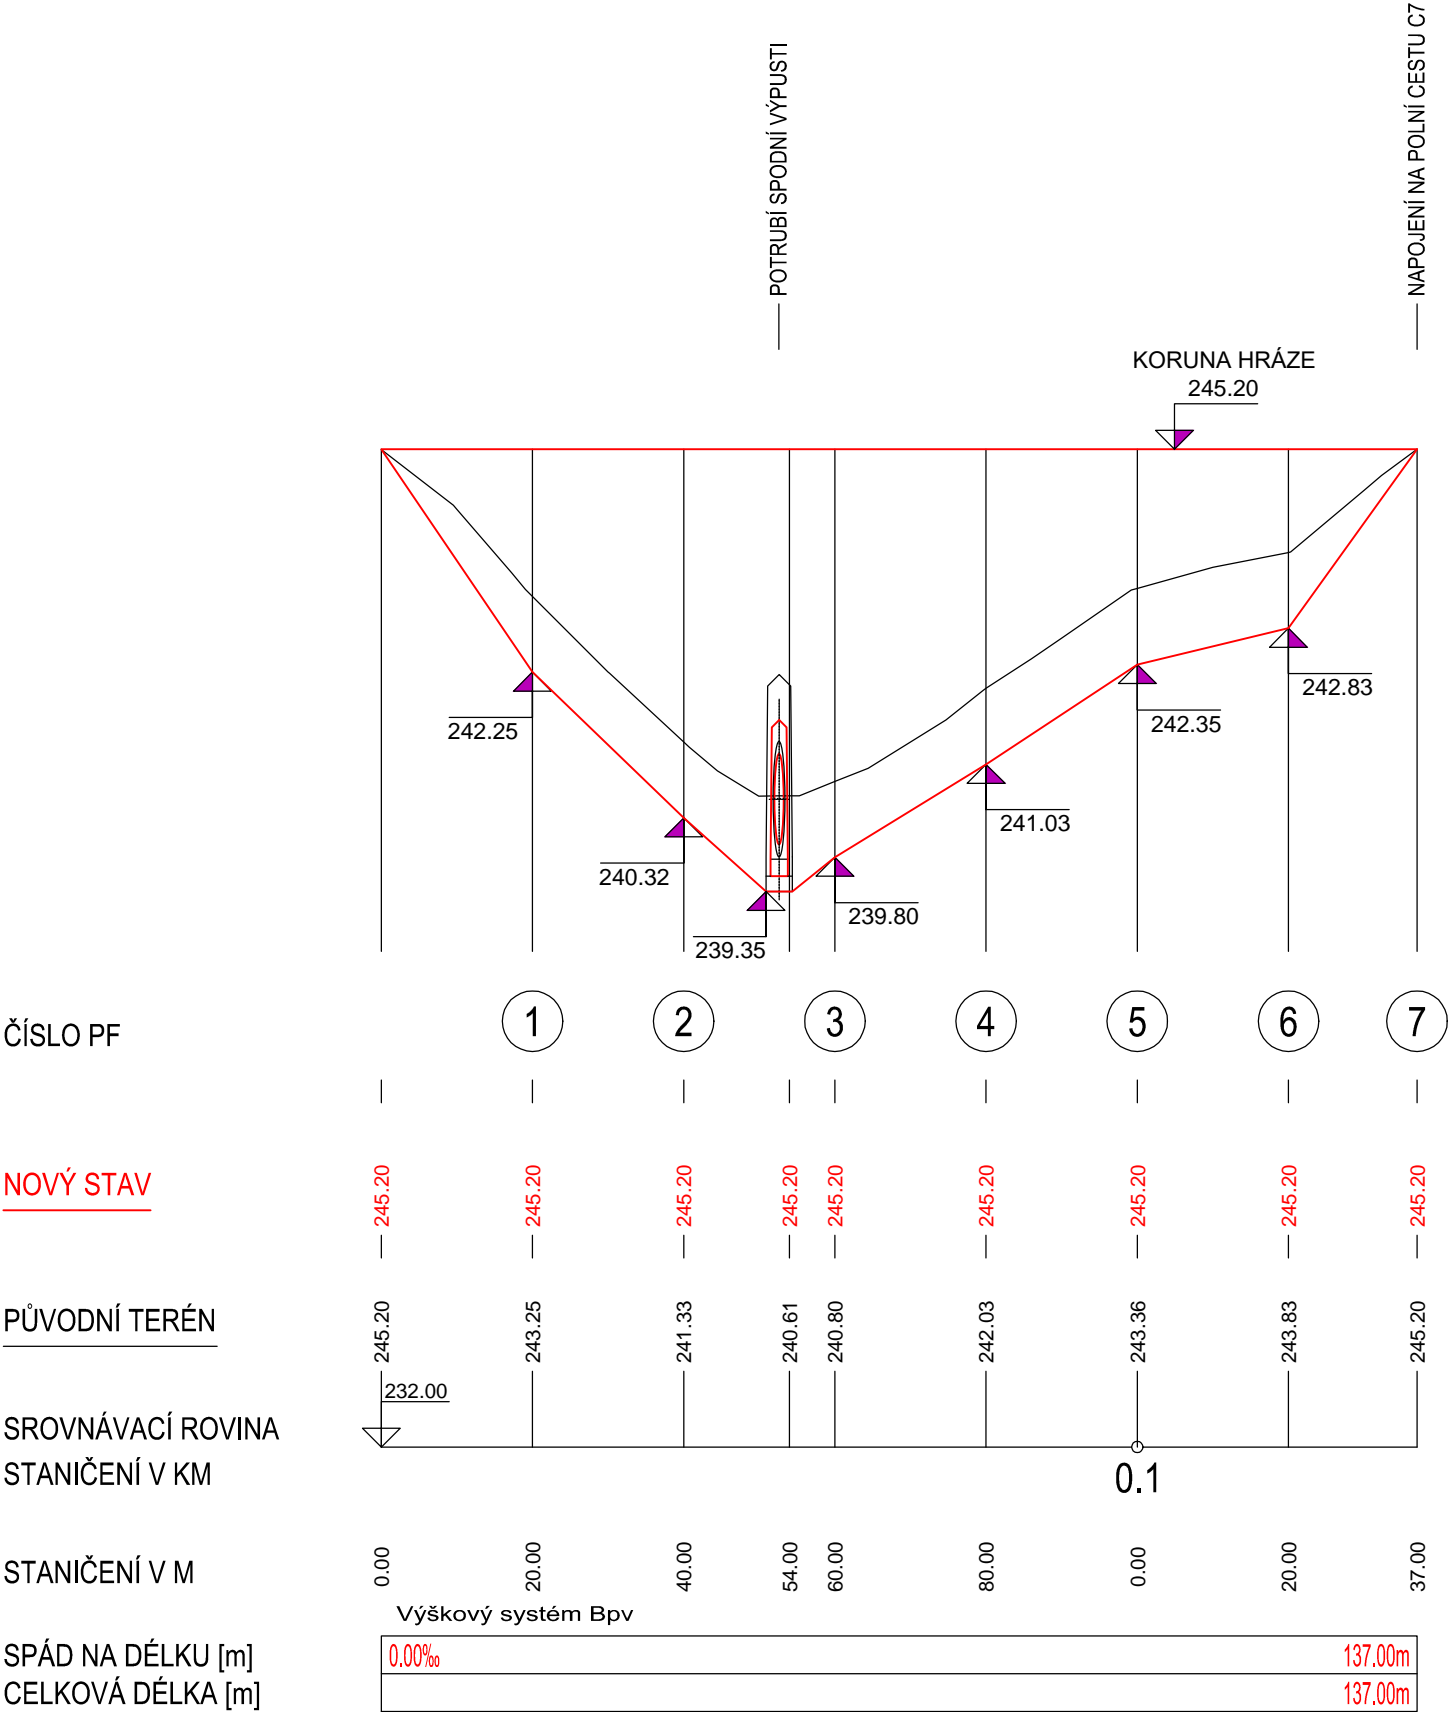 POTRUBÍ SPODNÍ VÝPUSTI
NAPOJENÍ NA POLNÍ CESTU C7
KORUNA HRÁZE
245.20
242.25
240.32
239.35
239.80
241.03
242.35
242.83
ČÍSLO PF
1 2 3 4 5 6 7
NOVÝ STAV
245.20 245.20 245.20 245.20 245.20 245.20 245.20 245.20 245.20
PŮVODNÍ TERÉN
245.20 243.25 241.33 240.61 240.80 242.03 243.36 243.83 245.20
232.00
SROVNÁVACÍ ROVINA
STANIČENÍ V KM
0.1
STANIČENÍ V M
0.00 20.00 40.00 54.00 60.00 80.00 0.00 20.00 37.00
Výškový systém Bpv
SPÁD NA DÉLKU [m]
0.00‰ 137.00m
CELKOVÁ DÉLKA [m]
137.00m